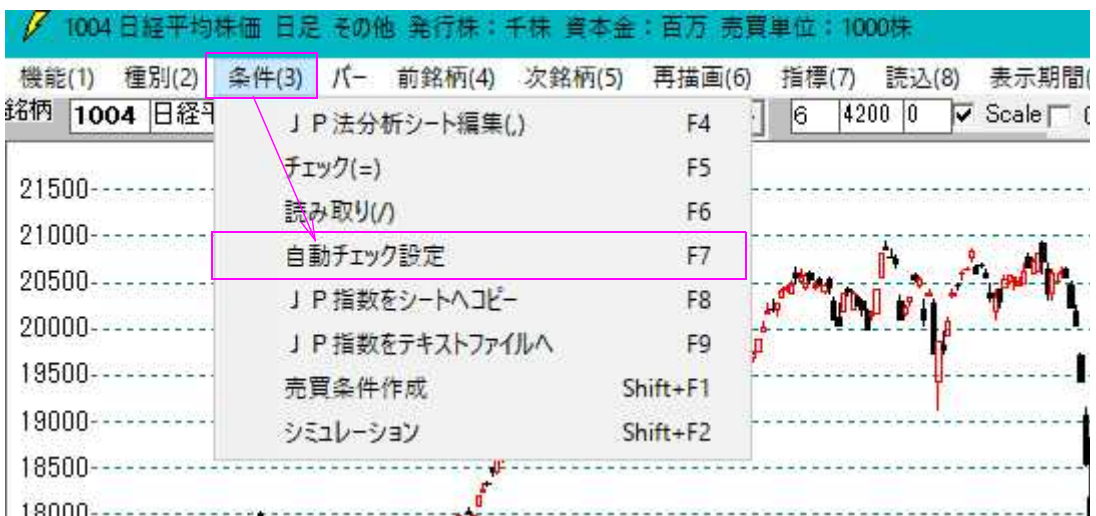 1004 日経平均株価 日足 その他 発行株：千株 資本金：百万 売買単位：1000株
機能(1) 種別(2) 条件(3) バー 前銘柄(4) 次銘柄(5) 再描画(6) 指標(7) 読込(8) 表示期間(
銘柄 1004 日経平 6 4200 0 Scale
ＪＰ法分析シート編集(,) F4
チェック(=) F5
読み取り(/) F6
自動チェック設定 F7
ＪＰ指数をシートへコピー F8
ＪＰ指数をテキストファイルへ F9
売買条件作成 Shift+F1
シミュレーション Shift+F2
21500
21000
20500
20000
19500
19000
18500
18000